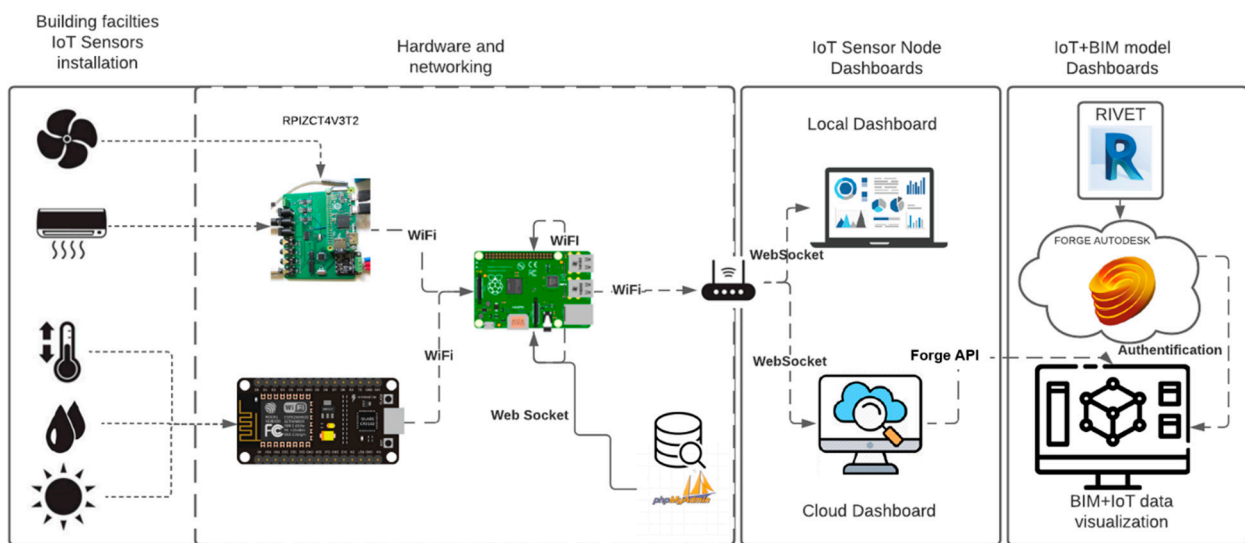 Building facilties
IoT Sensors
installation
Hardware and
networking
IoT Sensor Node
Dashboards
IoT+BIM model
Dashboards
RPIZCT4V3T2
WiFi
WiFI
WiFi
WiFi
Web Socket
phpMyAdmin
Local Dashboard
WebSocket
WebSocket
Forge API
Cloud Dashboard
RIVET
R
FORGE AUTODESK
Authentification
BIM+IoT data
visualization